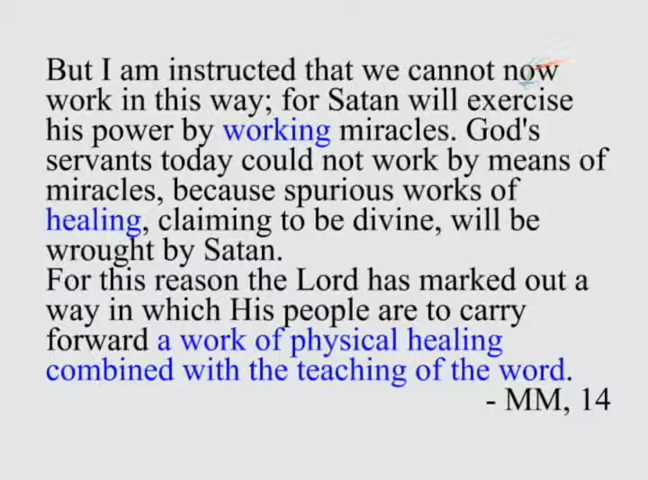 But I am instructed that we cannot now
work in this way; for Satan will exercise
his power by working miracles. God's
servants today could not work by means of
miracles, because spurious works of
healing, claiming to be divine, will be
wrought by Satan.
For this reason the Lord has marked out a
way in which His people are to carry
forward a work of physical healing
combined with the teaching of the word.
- MM, 14